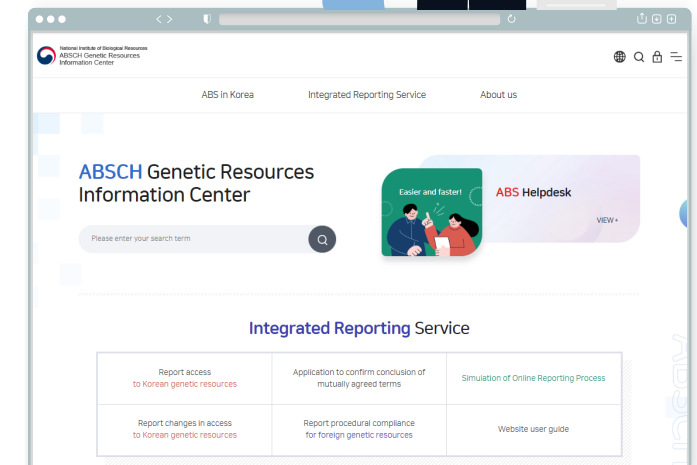 National Institute of Biological Resources
ABSCH Genetic Resources
Information Center
ABS in Korea
Integrated Reporting Service
About us
ABSCH Genetic Resources
Information Center
Please enter your search term
Easier and faster!
ABS Helpdesk
VIEW +
Integrated Reporting Service
Report access
to Korean genetic resources
Application to confirm conclusion of
mutually agreed terms
Simulation of Online Reporting Process
Report changes in access
to Korean genetic resources
Report procedural compliance
for foreign genetic resources
Website user guide
ABSCH